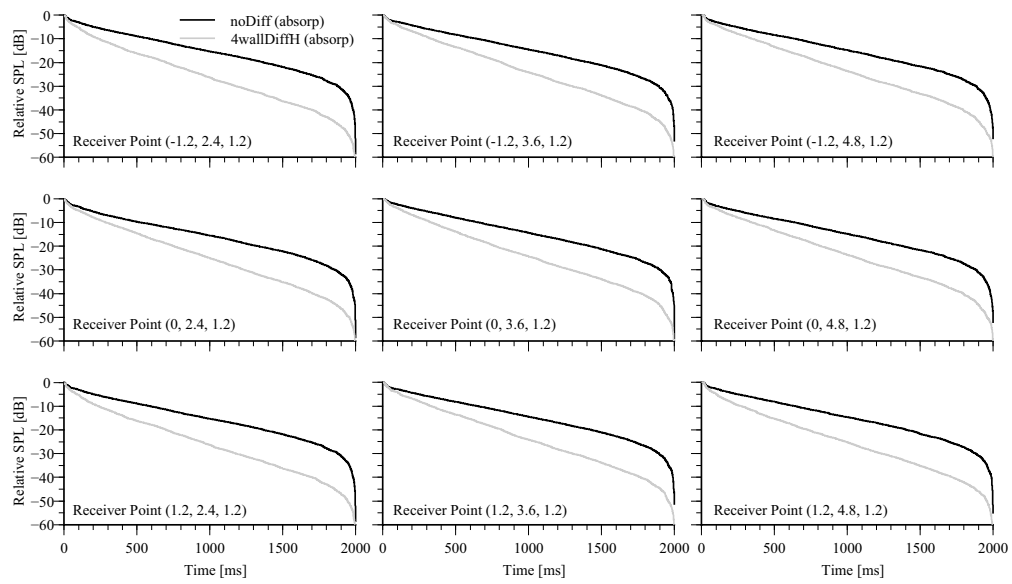 0
−10
−20
−30
−40
−50
−60
Relative SPL [dB]
noDiff (absorp)
4wallDiffH (absorp)
Receiver Point (-1.2, 2.4, 1.2)
Receiver Point (-1.2, 3.6, 1.2)
Receiver Point (-1.2, 4.8, 1.2)
0
−10
−20
−30
−40
−50
−60
Relative SPL [dB]
Receiver Point (0, 2.4, 1.2)
Receiver Point (0, 3.6, 1.2)
Receiver Point (0, 4.8, 1.2)
0
−10
−20
−30
−40
−50
−60
Relative SPL [dB]
Receiver Point (1.2, 2.4, 1.2)
Receiver Point (1.2, 3.6, 1.2)
Receiver Point (1.2, 4.8, 1.2)
0 500 1000 1500 2000 0 500 1000 1500 2000 0 500 1000 1500 2000
Time [ms] Time [ms] Time [ms]